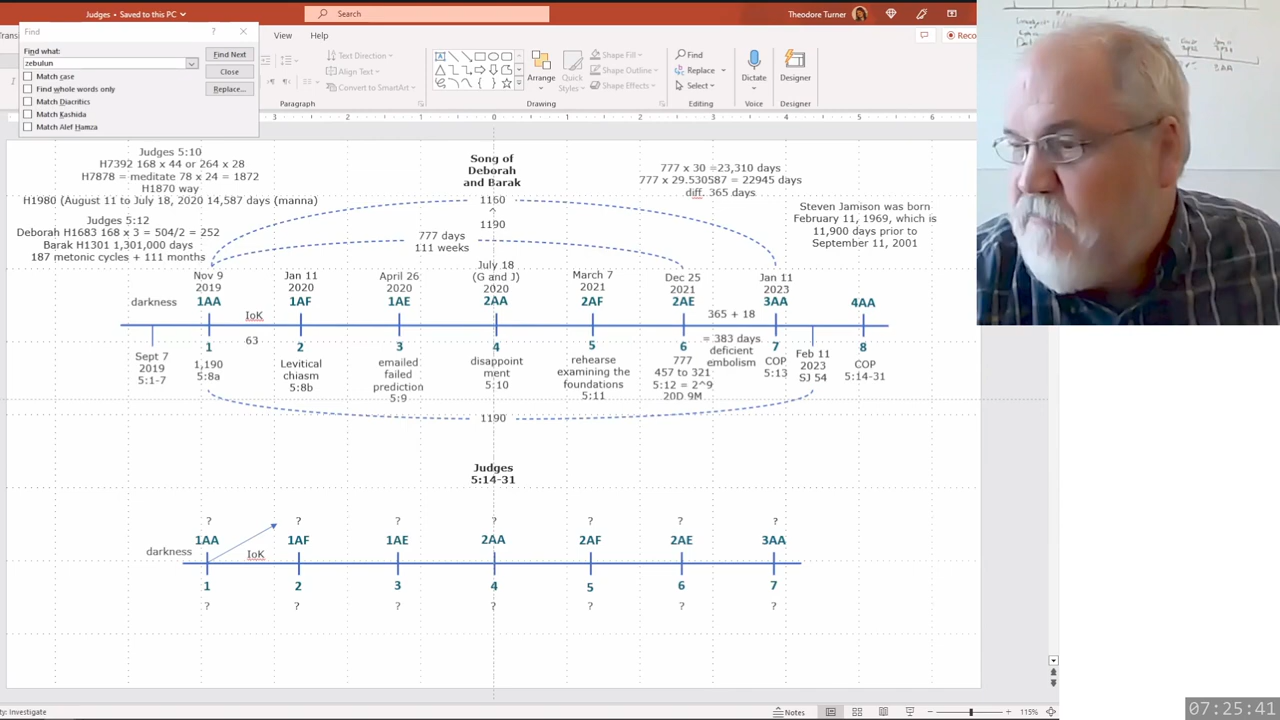 Judges • Saved to this PC
Search
Theodore Turner
Find
?
Find what:
zebulun
Find Next
Close
Replace...
Match case
Find whole words only
Match Diacritics
Match Kashida
Match Alef Hamza
View
Help
Text Direction
Align Text
Convert to SmartArt
Paragraph
Arrange
Quick
Styles
Shape Fill
Shape Outline
Shape Effects
Drawing
Find
Replace
Select
Editing
Dictate
Voice
Designer
Designer
Judges 5:10
H7392 168 x 44 or 264 x 28
H7878 = meditate 78 x 24 = 1872
H1870 way
H1980 (August 11 to July 18, 2020 14,587 days (manna)
Judges 5:12
Deborah H1683 168 x 3 = 504/2 = 252
Barak H1301 1,301,000 days
187 metonic cycles + 111 months
Song of
Deborah
and Barak
1160
^
1190
777 days
111 weeks
777 x 30 =23,310 days
777 x 29.530587 = 22945 days
diff. 365 days
Steven Jamison was born
February 11, 1969, which is
11,900 days prior to
September 11, 2001
Nov 9
2019
Jan 11
2020
April 26
2020
July 18
(G and J)
2020
March 7
2021
Dec 25
2021
Jan 11
2023
darkness 1AA 1AF 1AE 2AA 2AF 2AE 3AA 4AA
IoK
365 + 18
63
= 383 days
deficient
embolism
1 2 3 4 5 6 7 8
Sept 7
2019
5:1-7
1,190
5:8a
Levitical
chiasm
5:8b
emailed
failed
prediction
5:9
disappoint
ment
5:10
rehearse
examining the
foundations
5:11
777
457 to 321
5:12 = 2^9
20D 9M
COP
5:13
Feb 11
2023
SJ 54
COP
5:14-31
1190
Judges
5:14-31
? ? ? ? ? ? ?
1AA 1AF 1AE 2AA 2AF 2AE 3AA
darkness
IoK
1 2 3 4 5 6 7
? ? ? ? ? ? ?
Investigate
Notes
115%
07:25:41